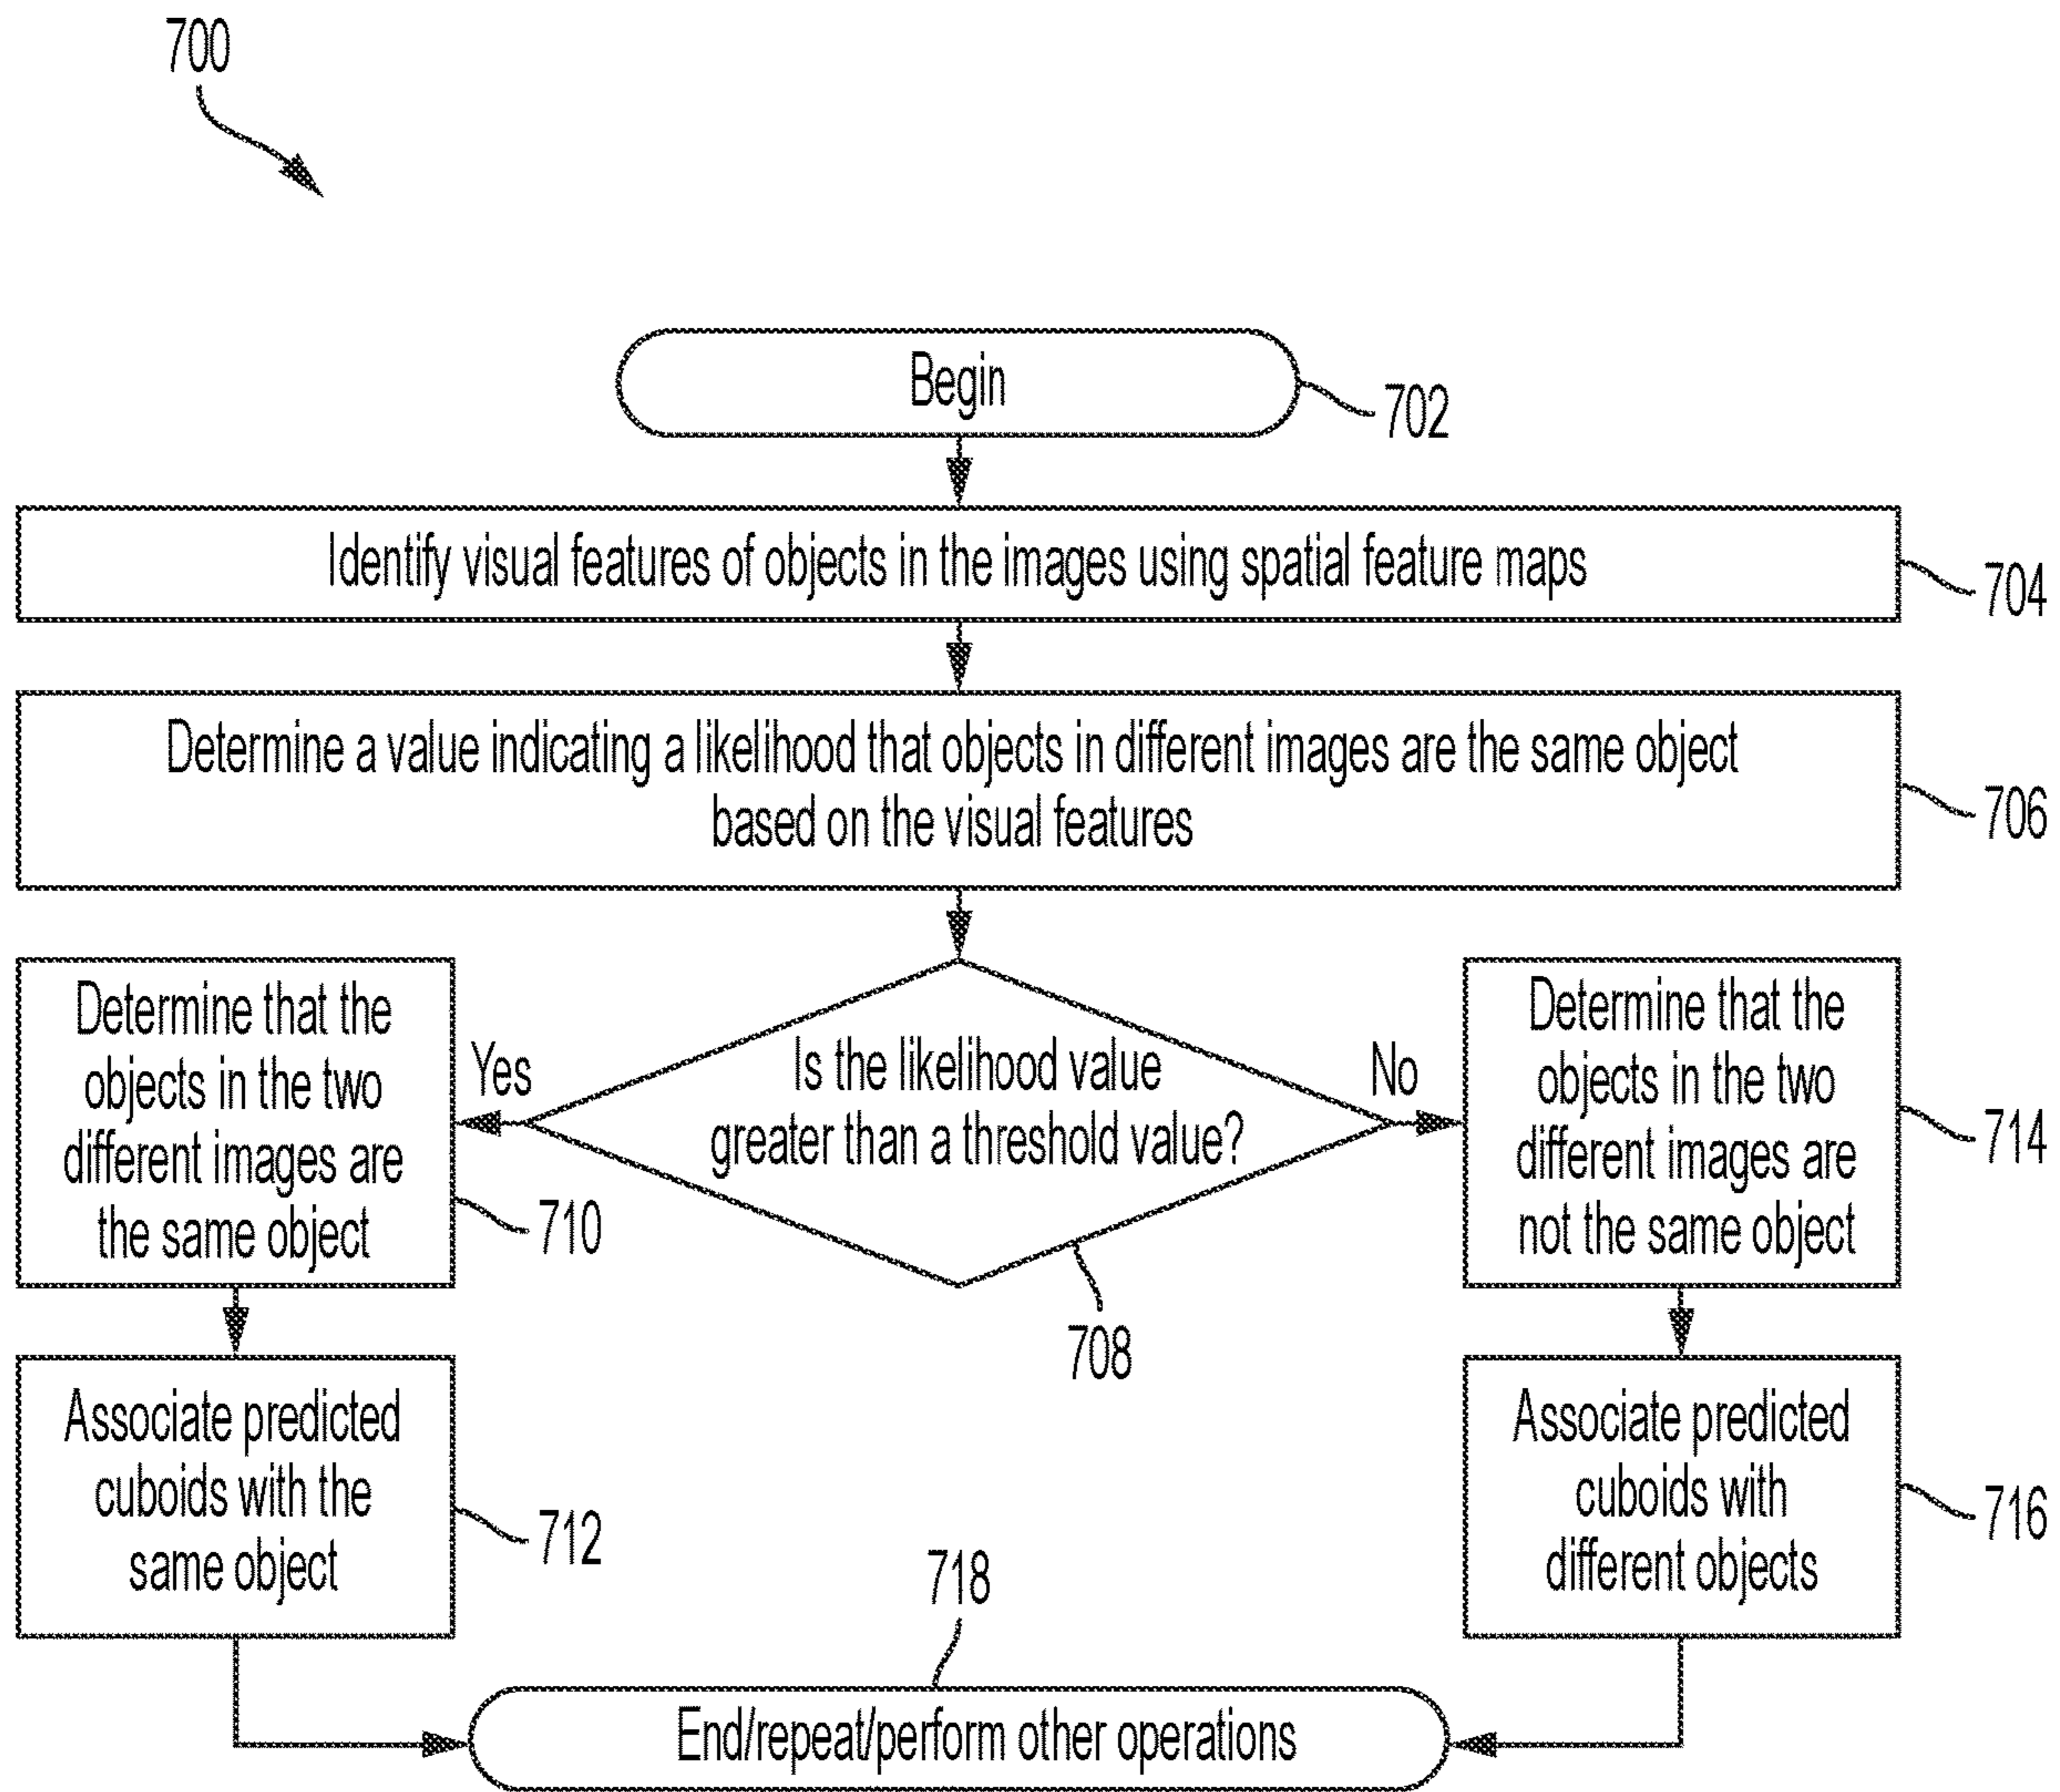 700
Begin
702
Identify visual features of objects in the images using spatial feature maps
704
Determine a value indicating a likelihood that objects in different images are the same object
based on the visual features
706
Determine that the
objects in the two
different images are
the same object
710
Yes
Is the likelihood value
greater than a threshold value?
708
No
Determine that the
objects in the two
different images are
not the same object
714
Associate predicted
cuboids with the
same object
712
Associate predicted
cuboids with
different objects
716
718
End/repeat/perform other operations